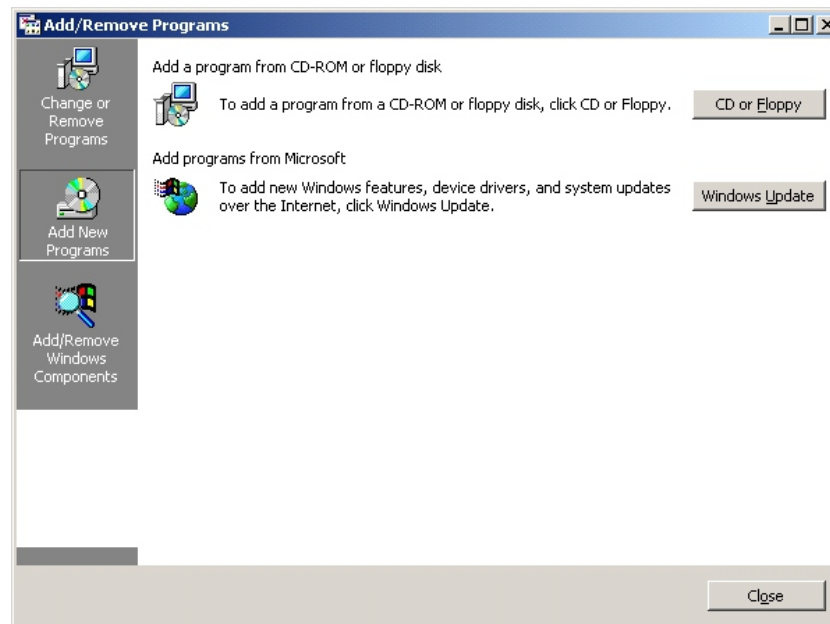 Add/Remove Programs
Change or
Remove
Programs
Add New
Programs
Add/Remove
Windows
Components
Add a program from CD-ROM or floppy disk
To add a program from a CD-ROM or floppy disk, click CD or Floppy.
CD or Floppy
Add programs from Microsoft
To add new Windows features, device drivers, and system updates
over the Internet, click Windows Update.
Windows Update
Close